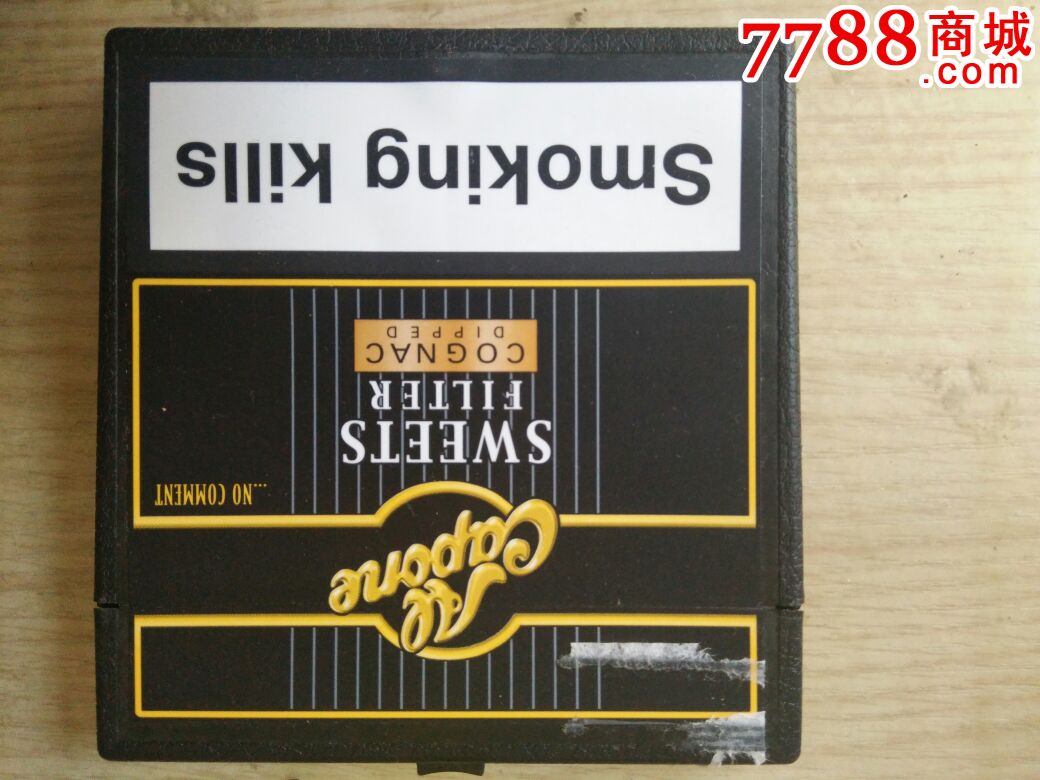 7788商城
.com
Al
Capone
...NO COMMENT
SWEETS
FILTER
COGNAC
DIPPED
Smoking kills